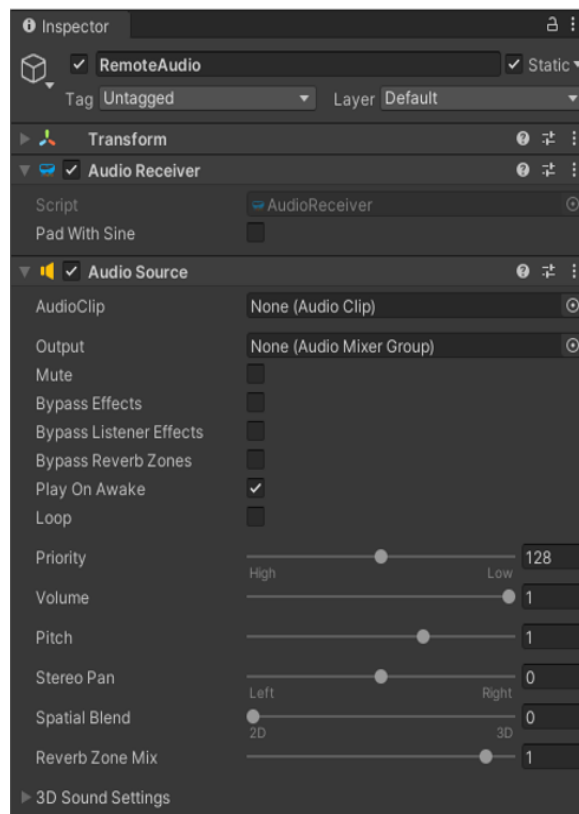 Inspector
RemoteAudio Static
Tag Untagged Layer Default
Transform
Audio Receiver
Script AudioReceiver
Pad With Sine
Audio Source
AudioClip None (Audio Clip)
Output None (Audio Mixer Group)
Mute
Bypass Effects
Bypass Listener Effects
Bypass Reverb Zones
Play On Awake
Loop
Priority 128
High Low
Volume 1
Pitch 1
Stereo Pan 0
Left Right
Spatial Blend 0
2D 3D
Reverb Zone Mix 1
3D Sound Settings